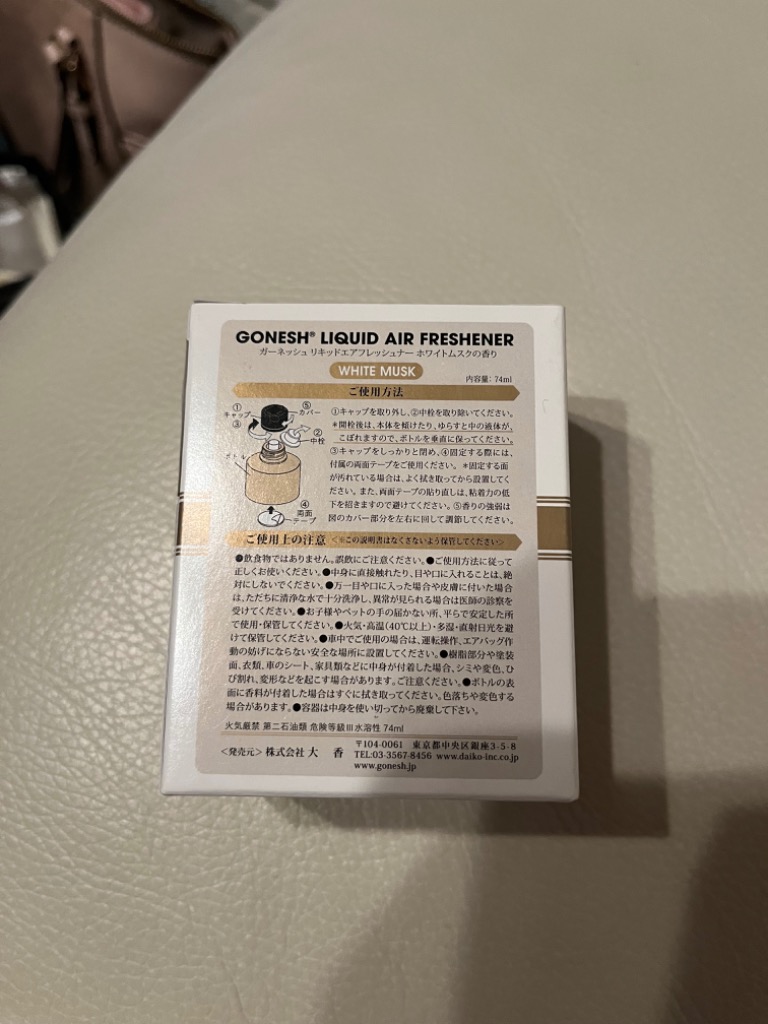 GONESH® LIQUID AIR FRESHENER
ガーネッシュ リキッドエアフレッシュナー ホワイトムスクの香り
WHITE MUSK
内容量: 74ml
ご使用方法
①
キャップ
③
⑤
カバー
②
中栓
ボトル
④
両面
テープ
①キャップを取り外し、②中栓を取り除いてください。
*開栓後は、本体を傾けたり、ゆらすと中の液体が、
こぼれますので、ボトルを垂直に保ってください。
③キャップをしっかりと閉め、④固定する際には、
付属の両面テープをご使用ください。 *固定する面
が汚れている場合は、よく拭き取ってから設置してく
ださい。また、両面テープの貼り直しは、粘着力の低
下を招きますので避けてください。⑤香りの強弱は
図のカバー部分を左右に回して調節してください。
ご使用上の注意 <※この説明書はなくさないよう保管してください>
●飲食物ではありません。誤飲にご注意ください。●ご使用方法に従って
正しくお使いください。●中身に直接触れたり、目や口に入れることは、絶
対にしないでください。●万一目や口に入った場合や皮膚に付いた場合
は、ただちに清浄な水で十分洗浄し、異常が見られる場合は医師の診察を
受けてください。●お子様やペットの手の届かない所、平らで安定した所
で使用・保管してください。●火気・高温(40℃以上)・多湿・直射日光を避
けて保管してください。●車中でご使用の場合は、運転操作、エアバッグ作
動の妨げにならない安全な場所に設置してください。●樹脂部分や塗装
面、衣類、車のシート、家具類などに中身が付着した場合、シミや変色、ひ
び割れ、変形などを起こす場合があります。ご注意ください。●ボトルの表
面に香料が付着した場合はすぐに拭き取ってください。色落ちや変色する
場合があります。●容器は中身を使い切ってから廃棄して下さい。
火気厳禁 第二石油類 危険等級Ⅲ水溶性 74ml
<発売元> 株式会社 大 香
〒104-0061 東京都中央区銀座3-5-8
TEL:03-3567-8456 www.daiko-inc.co.jp
www.gonesh.jp